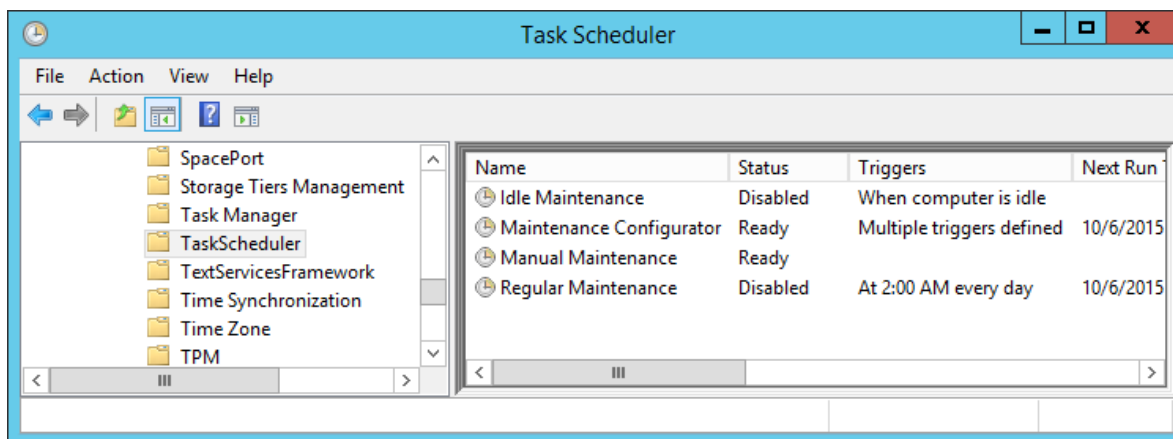 Task Scheduler
File Action View Help
SpacePort
Storage Tiers Management
Task Manager
TaskScheduler
TextServicesFramework
Time Synchronization
Time Zone
TPM
Name Status Triggers Next Run
Idle Maintenance Disabled When computer is idle
Maintenance Configurator Ready Multiple triggers defined 10/6/2015
Manual Maintenance Ready
Regular Maintenance Disabled At 2:00 AM every day 10/6/2015